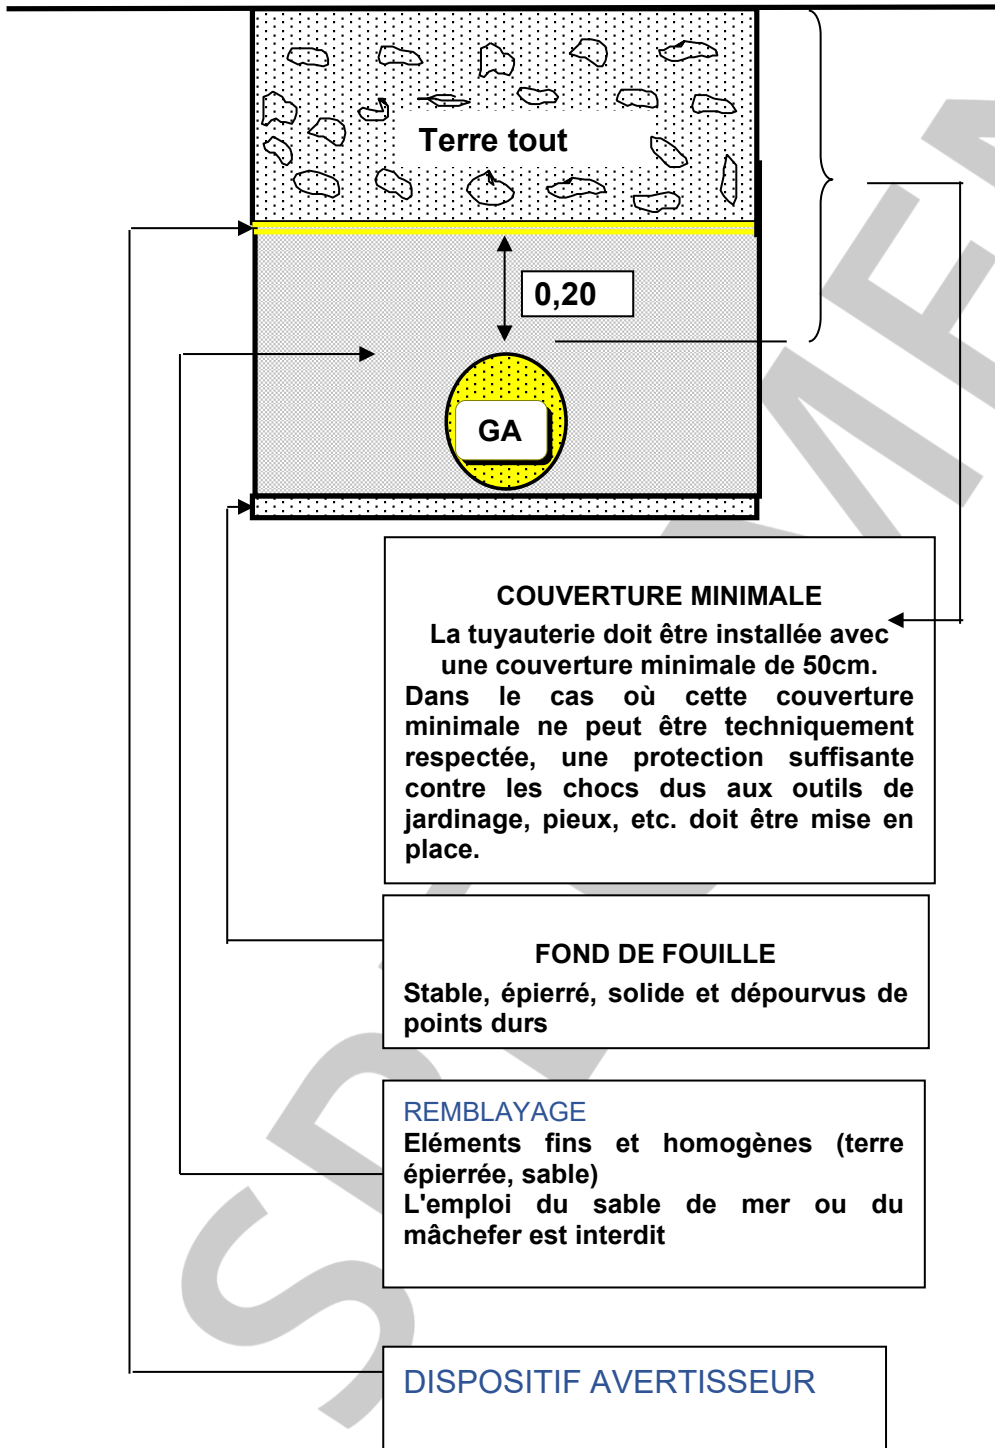 Terre tout
0,20
GA
COUVERTURE MINIMALE
La tuyauterie doit être installée avec
une couverture minimale de 50cm.
Dans le cas où cette couverture
minimale ne peut être techniquement
respectée, une protection suffisante
contre les chocs dus aux outils de
jardinage, pieux, etc. doit être mise en
place.
FOND DE FOUILLE
Stable, épierré, solide et dépourvus de
points durs
REMBLAYAGE
Eléments fins et homogènes (terre
épierrée, sable)
L'emploi du sable de mer ou du
mâchefer est interdit
DISPOSITIF AVERTISSEUR